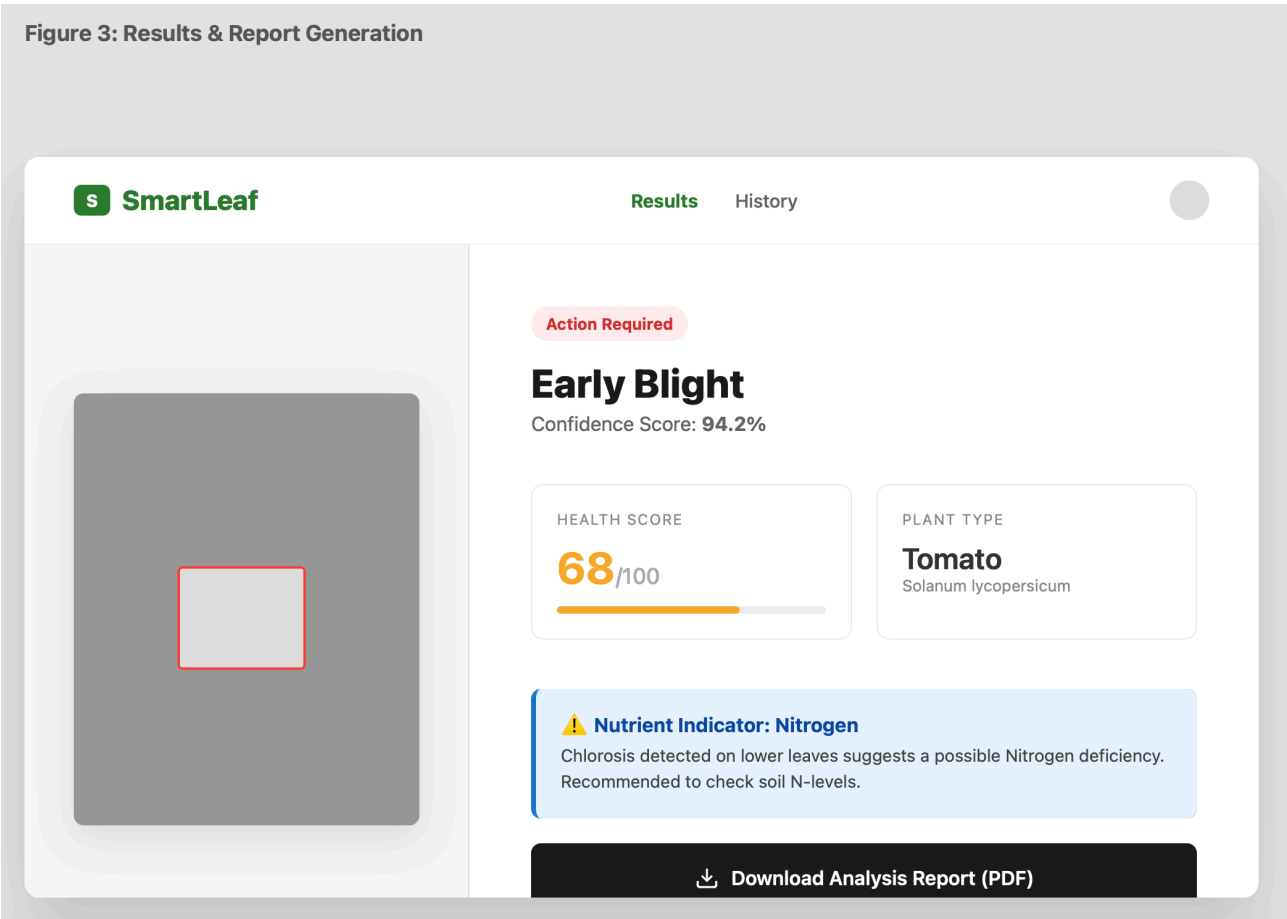 Figure 3: Results & Report Generation
S SmartLeaf
Results History
Action Required
Early Blight
Confidence Score: 94.2%
HEALTH SCORE
68/100
PLANT TYPE
Tomato
Solanum lycopersicum
Nutrient Indicator: Nitrogen
Chlorosis detected on lower leaves suggests a possible Nitrogen deficiency.
Recommended to check soil N-levels.
Download Analysis Report (PDF)